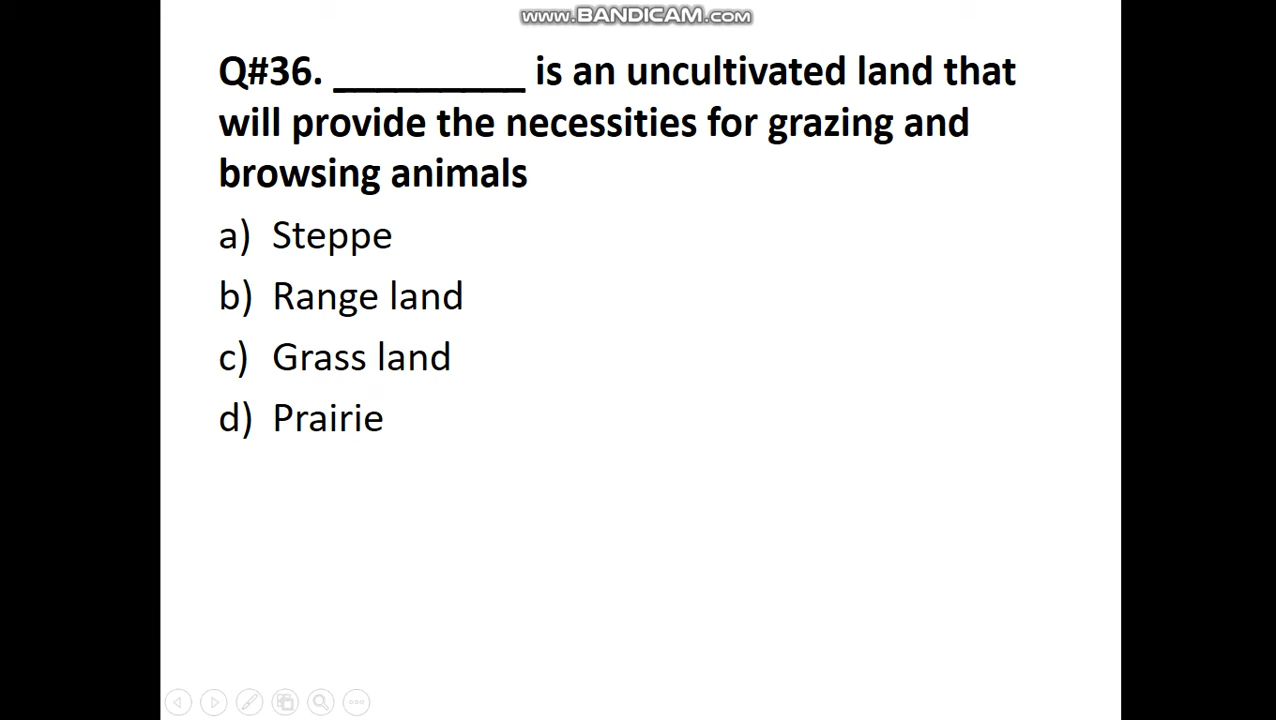 www.BANDICAM.com
Q#36. _________ is an uncultivated land that
will provide the necessities for grazing and
browsing animals
a) Steppe
b) Range land
c) Grass land
d) Prairie